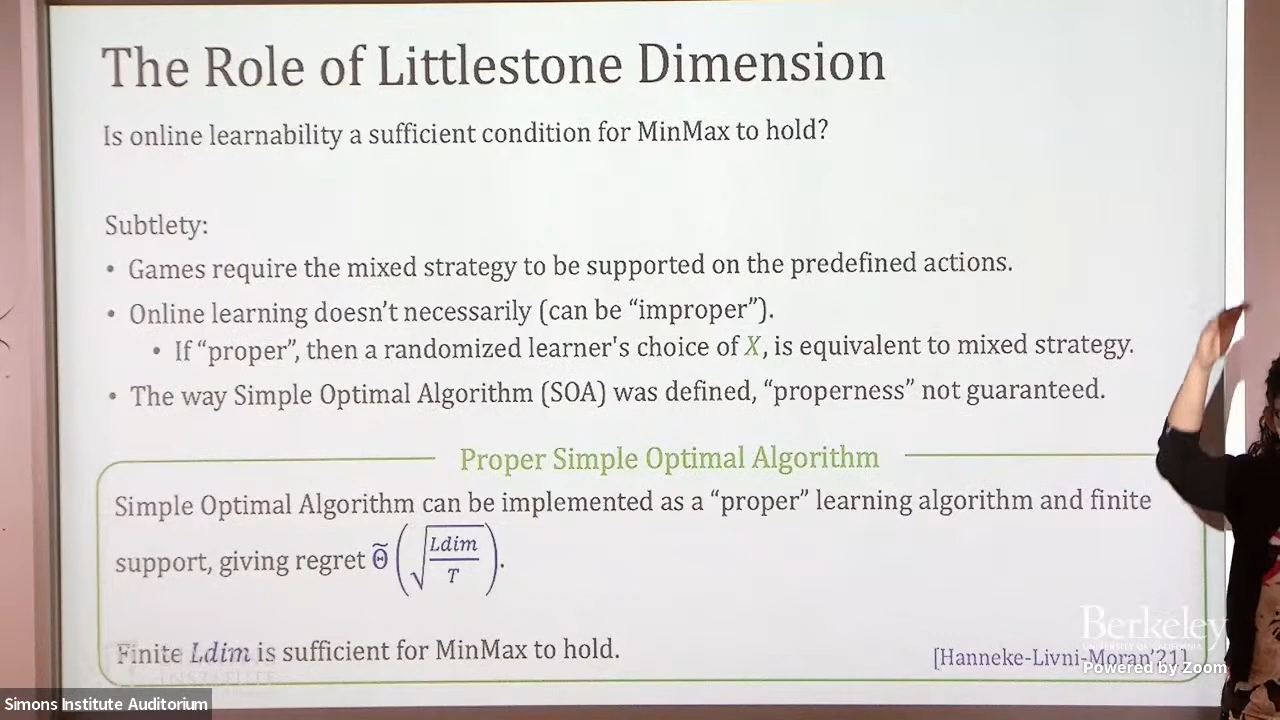 The Role of Littlestone Dimension
Is online learnability a sufficient condition for MinMax to hold?
Subtlety:
• Games require the mixed strategy to be supported on the predefined actions.
• Online learning doesn't necessarily (can be “improper”).
• If “proper”, then a randomized learner's choice of X, is equivalent to mixed strategy.
• The way Simple Optimal Algorithm (SOA) was defined, “properness” not guaranteed.
Proper Simple Optimal Algorithm
Simple Optimal Algorithm can be implemented as a “proper” learning algorithm and finite
support, giving regret Θ̃(√(Ldim/T)).
Finite Ldim is sufficient for MinMax to hold.
[Hanneke-Livni-Moran'21]
Berkeley
UNIVERSITY OF CALIFORNIA
Powered by Zoom
INSTITUTE
Simons Institute Auditorium